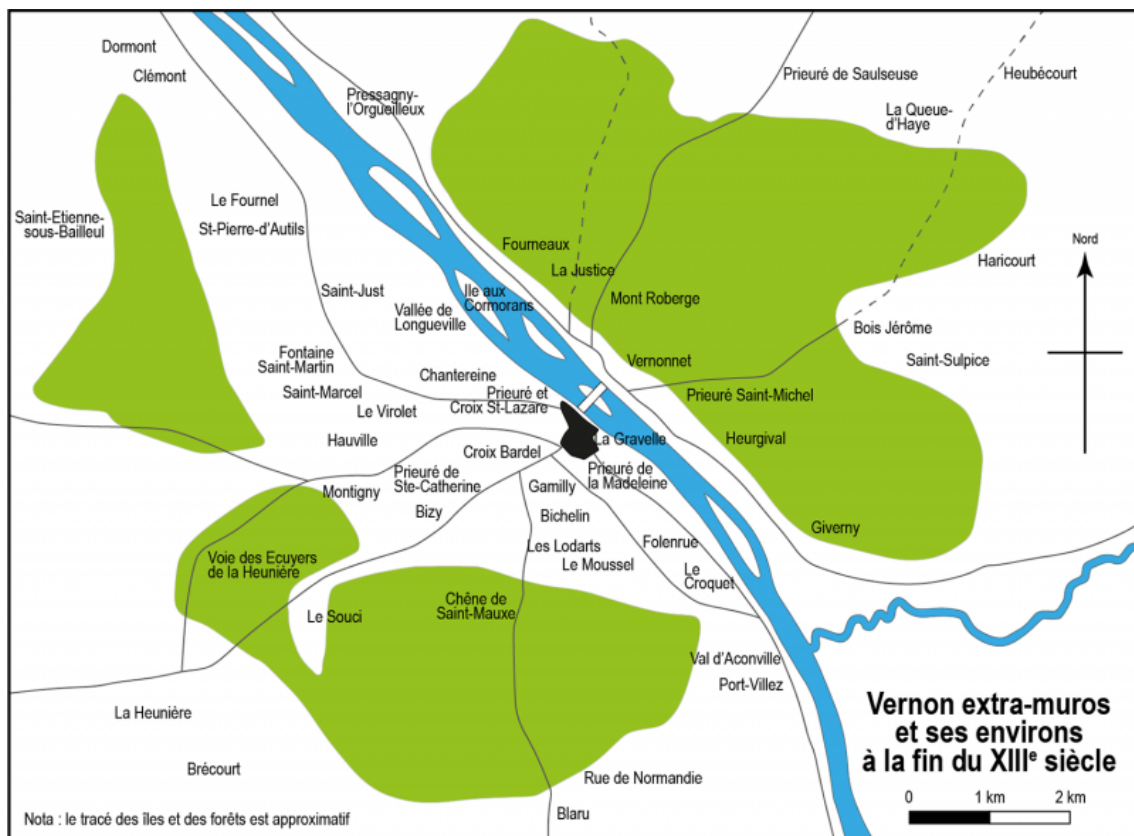 Dormont
Clémont
Pressagny-
l'Orgueilleux
Prieuré de Saulseuse
Heubécourt
La Queue-
d'Haye
Le Fournel
St-Pierre-d'Autils
Saint-Etienne-
sous-Bailleul
Fourneaux
La Justice
Nord
Haricourt
Saint-Just
Ile aux
Cormorans
Mont Roberge
Vallée de
Longueville
Bois Jérôme
Saint-Sulpice
Fontaine
Saint-Martin
Vernonnet
Chantereine
Saint-Marcel
Prieuré et
Croix St-Lazare
Prieuré Saint-Michel
Le Virolet
Hauville
La Gravelle
Heurgival
Croix Bardel
Prieuré de
Ste-Catherine
Prieuré de
la Madeleine
Montigny
Gamilly
Bizy
Bichelin
Giverny
Folenrue
Les Lodarts
Le Moussel
Voie des Ecuyers
de la Heunière
Le
Croquet
Chêne de
Saint-Mauxe
Le Souci
Val d'Aconville
Port-Villez
La Heunière
Vernon extra-muros
et ses environs
à la fin du XIIIe siècle
Brécourt
Rue de Normandie
0 1 km 2 km
Blaru
Nota : le tracé des îles et des forêts est approximatif